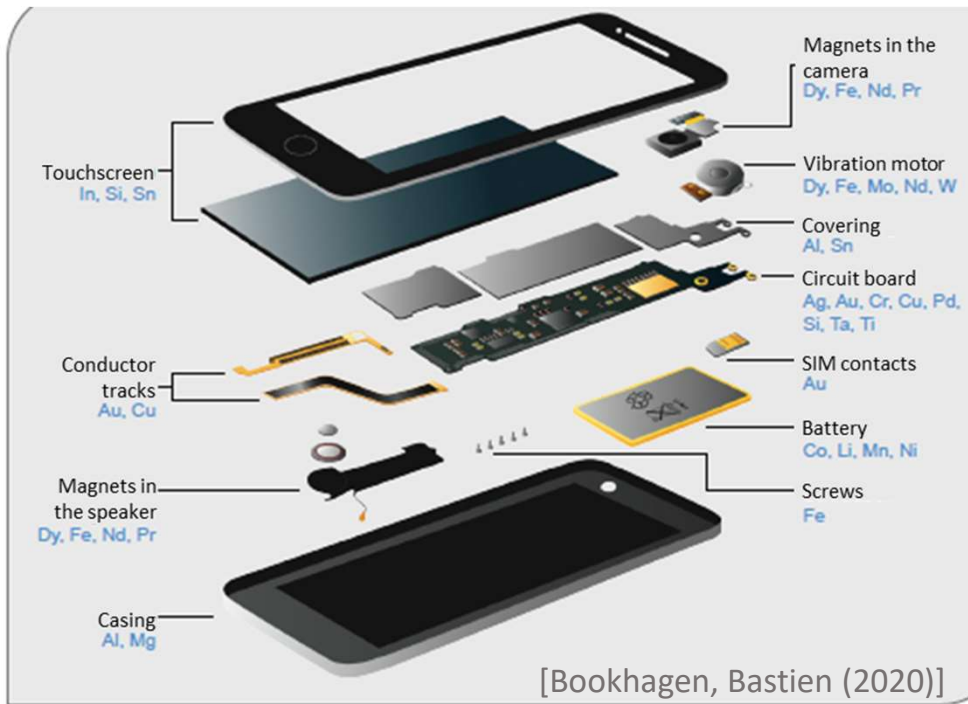 Magnets in the
camera
Dy, Fe, Nd, Pr
Touchscreen
In, Si, Sn
Vibration motor
Dy, Fe, Mo, Nd, W
Covering
Al, Sn
Circuit board
Ag, Au, Cr, Cu, Pd,
Si, Ta, Ti
Conductor
tracks
Au, Cu
SIM contacts
Au
Battery
Co, Li, Mn, Ni
Magnets in
the speaker
Dy, Fe, Nd, Pr
Screws
Fe
Casing
Al, Mg
[Bookhagen, Bastien (2020)]